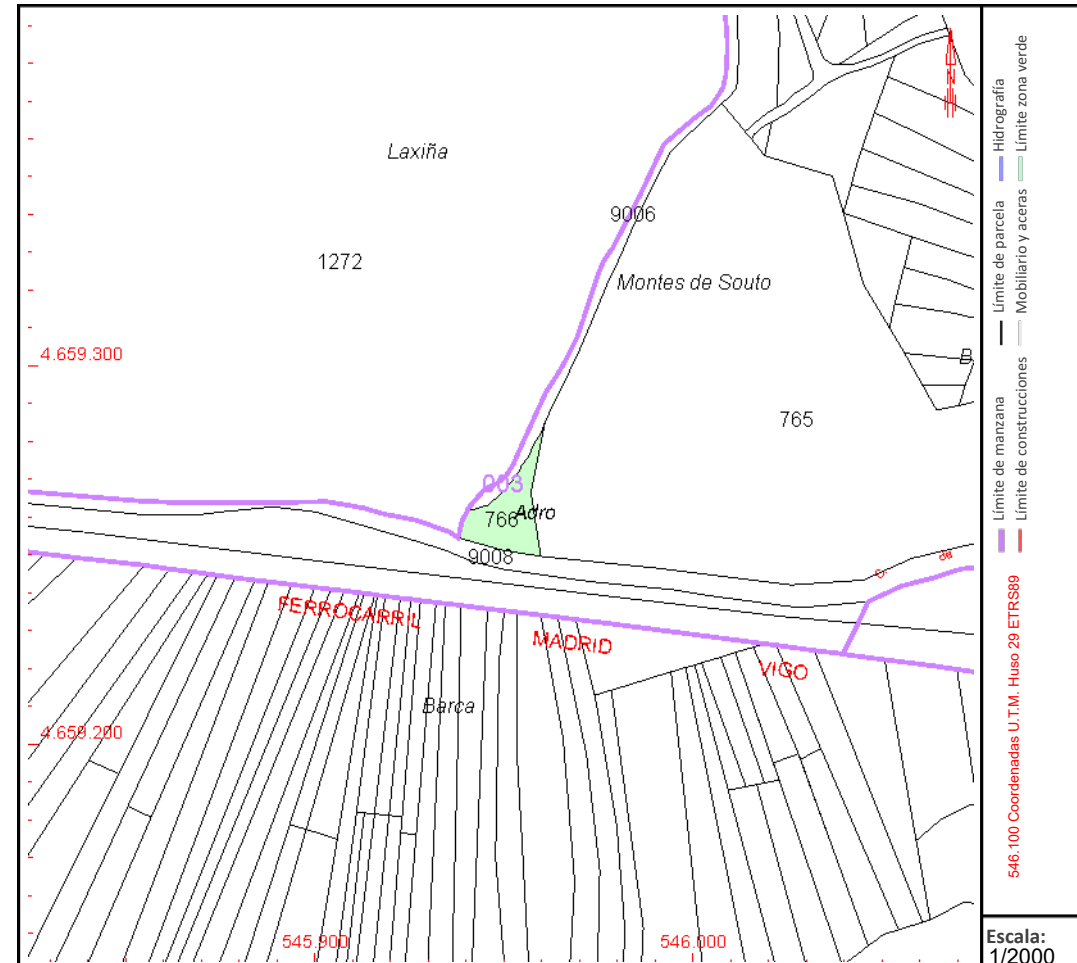 Laxiña
9006
1272
Montes de Souto
4.659.300
B
765
003
766
Adro
9008
C.
de
FERROCARRIL
MADRID
VIGO
Barca
4.659.200
545.900
546.000
N
Límite de manzana
Límite de parcela
Hidrografía
Límite de construcciones
Mobiliario y aceras
Límite zona verde
546.100 Coordenadas U.T.M. Huso 29 ETRS89
Escala:
1/2000